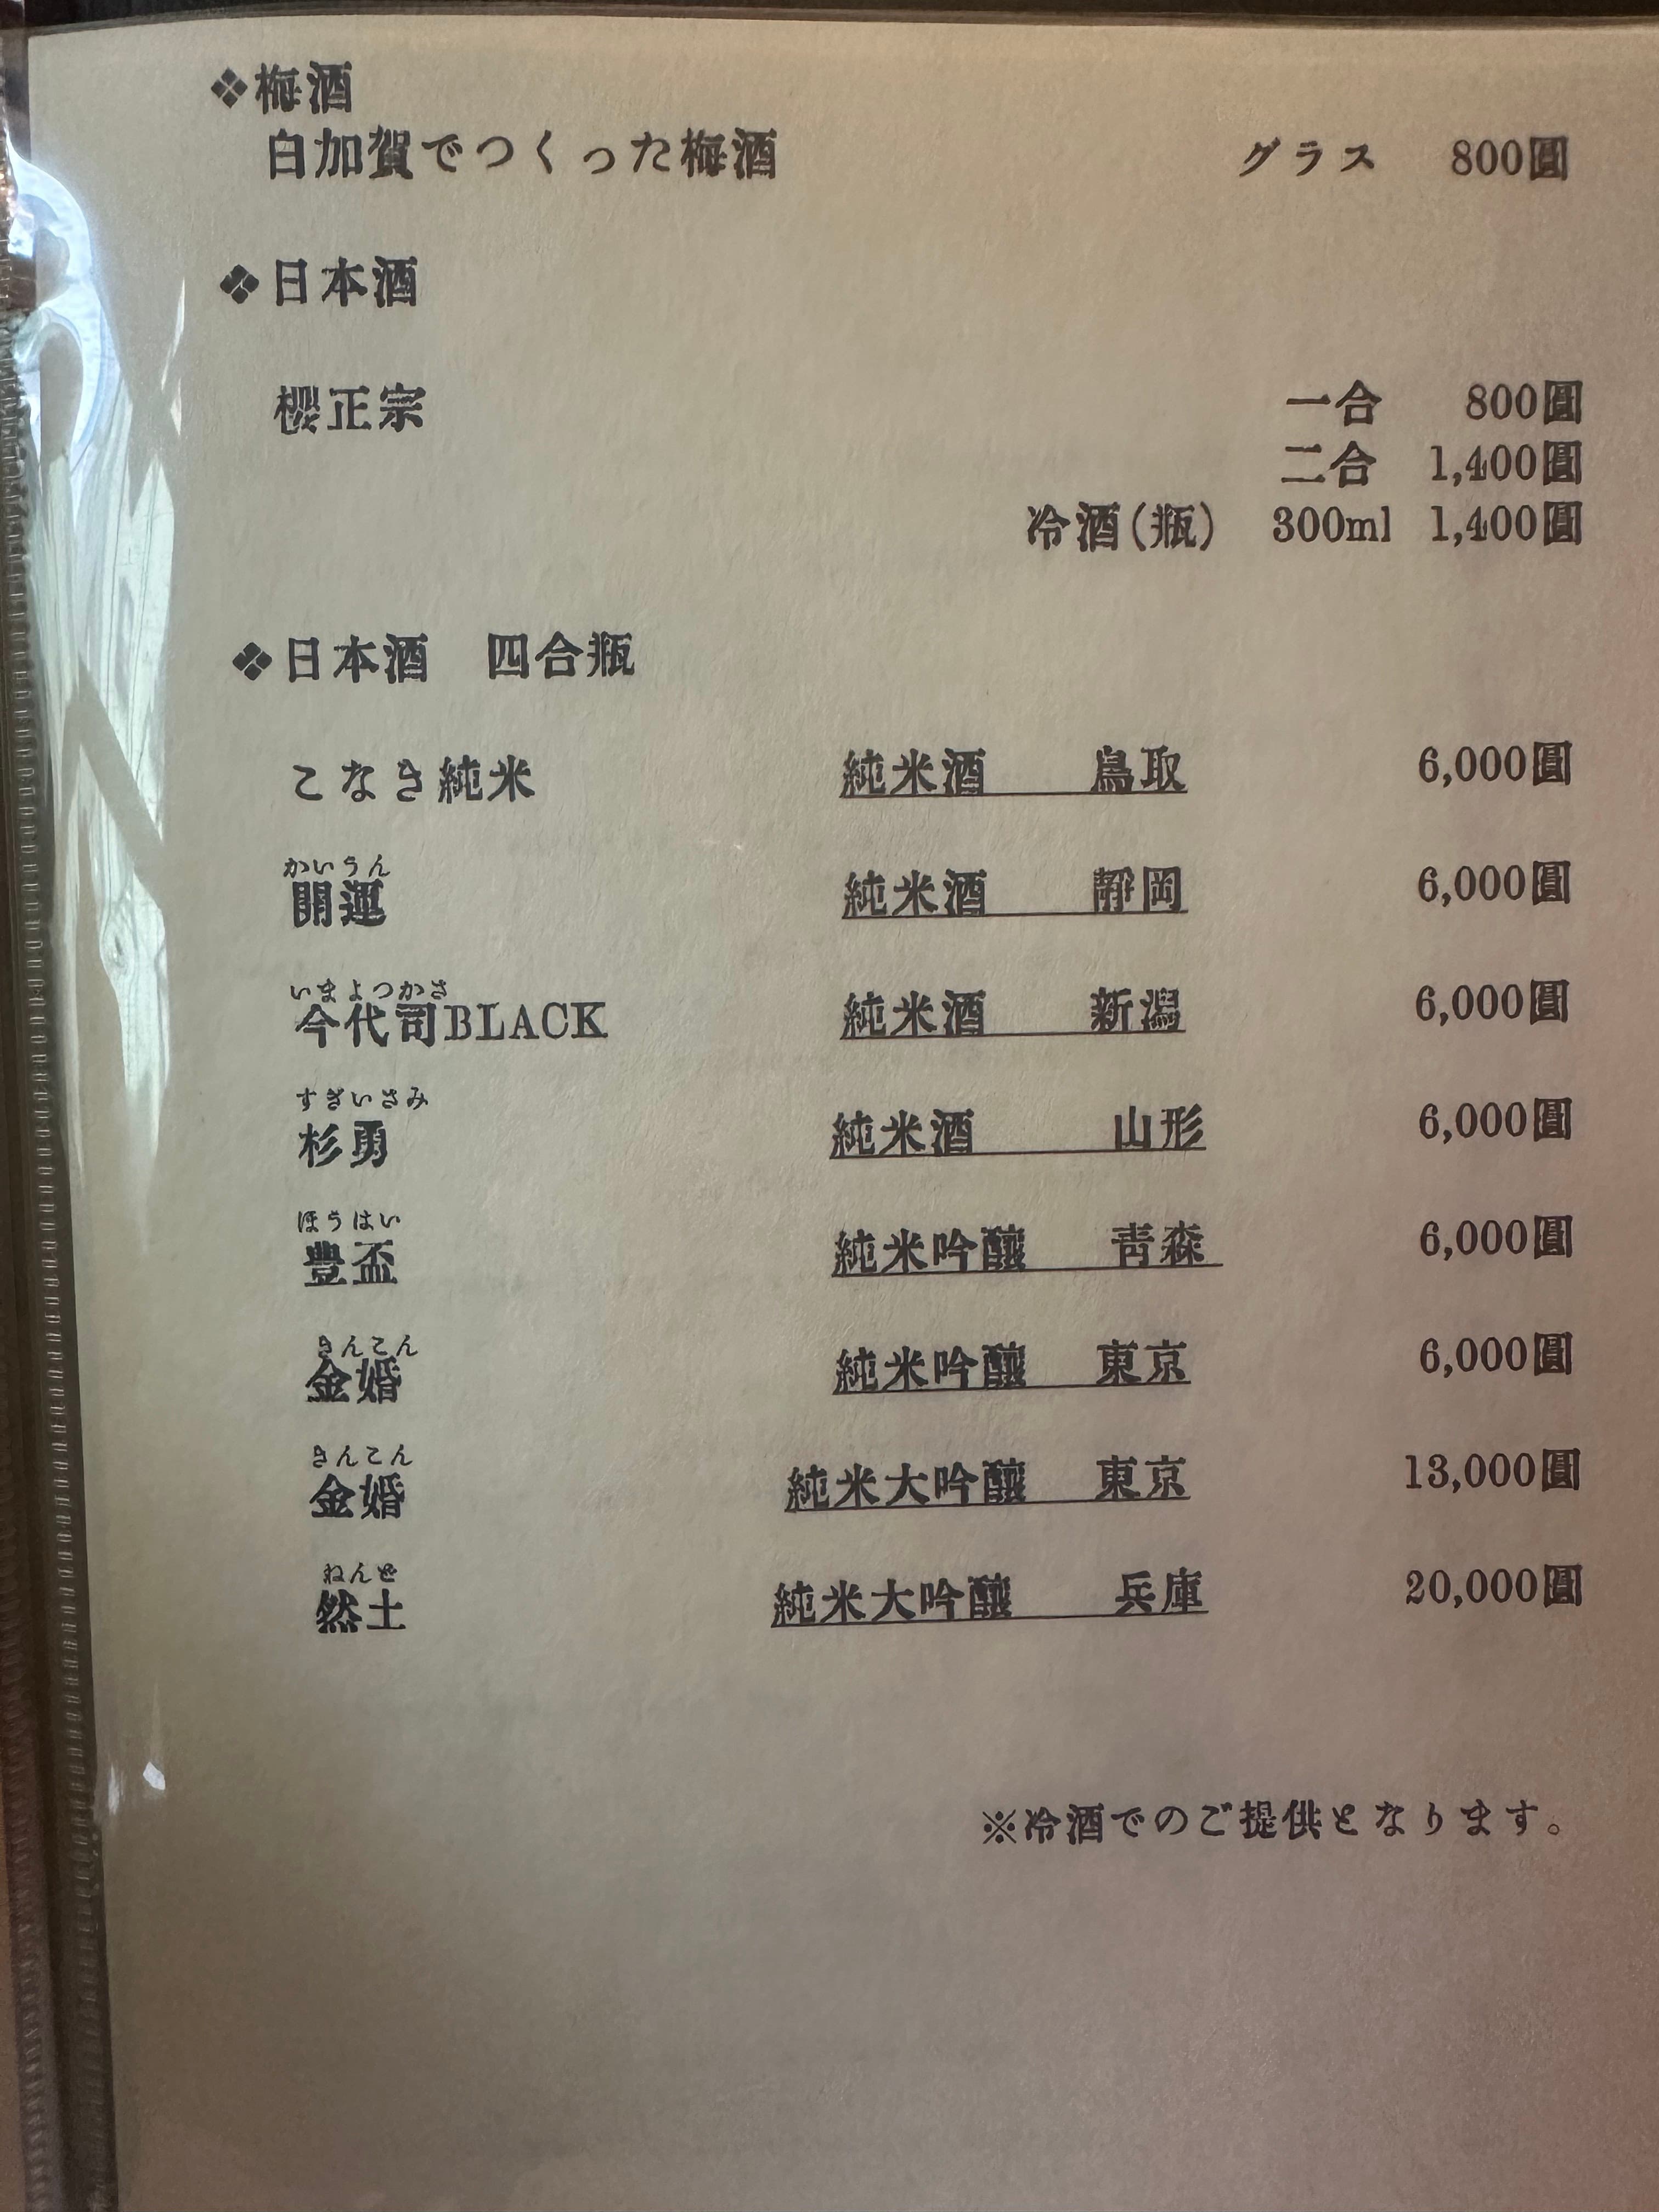 ❖梅酒
白加賀でつくった梅酒 グラス 800圓
❖日本酒
櫻正宗 一合 800圓
二合 1,400圓
冷酒(瓶) 300ml 1,400圓
❖日本酒 四合瓶
こなき純米 純米酒 鳥取 6,000圓
かいうん
開運 純米酒 靜岡 6,000圓
いまよつかさ
今代司BLACK 純米酒 新潟 6,000圓
すぎいさみ
杉勇 純米酒 山形 6,000圓
ほうはい
豊盃 純米吟釀 靑森 6,000圓
きんこん
金婚 純米吟釀 東京 6,000圓
きんこん
金婚 純米大吟釀 東京 13,000圓
ねんど
然土 純米大吟釀 兵庫 20,000圓
※冷酒でのご提供となります。